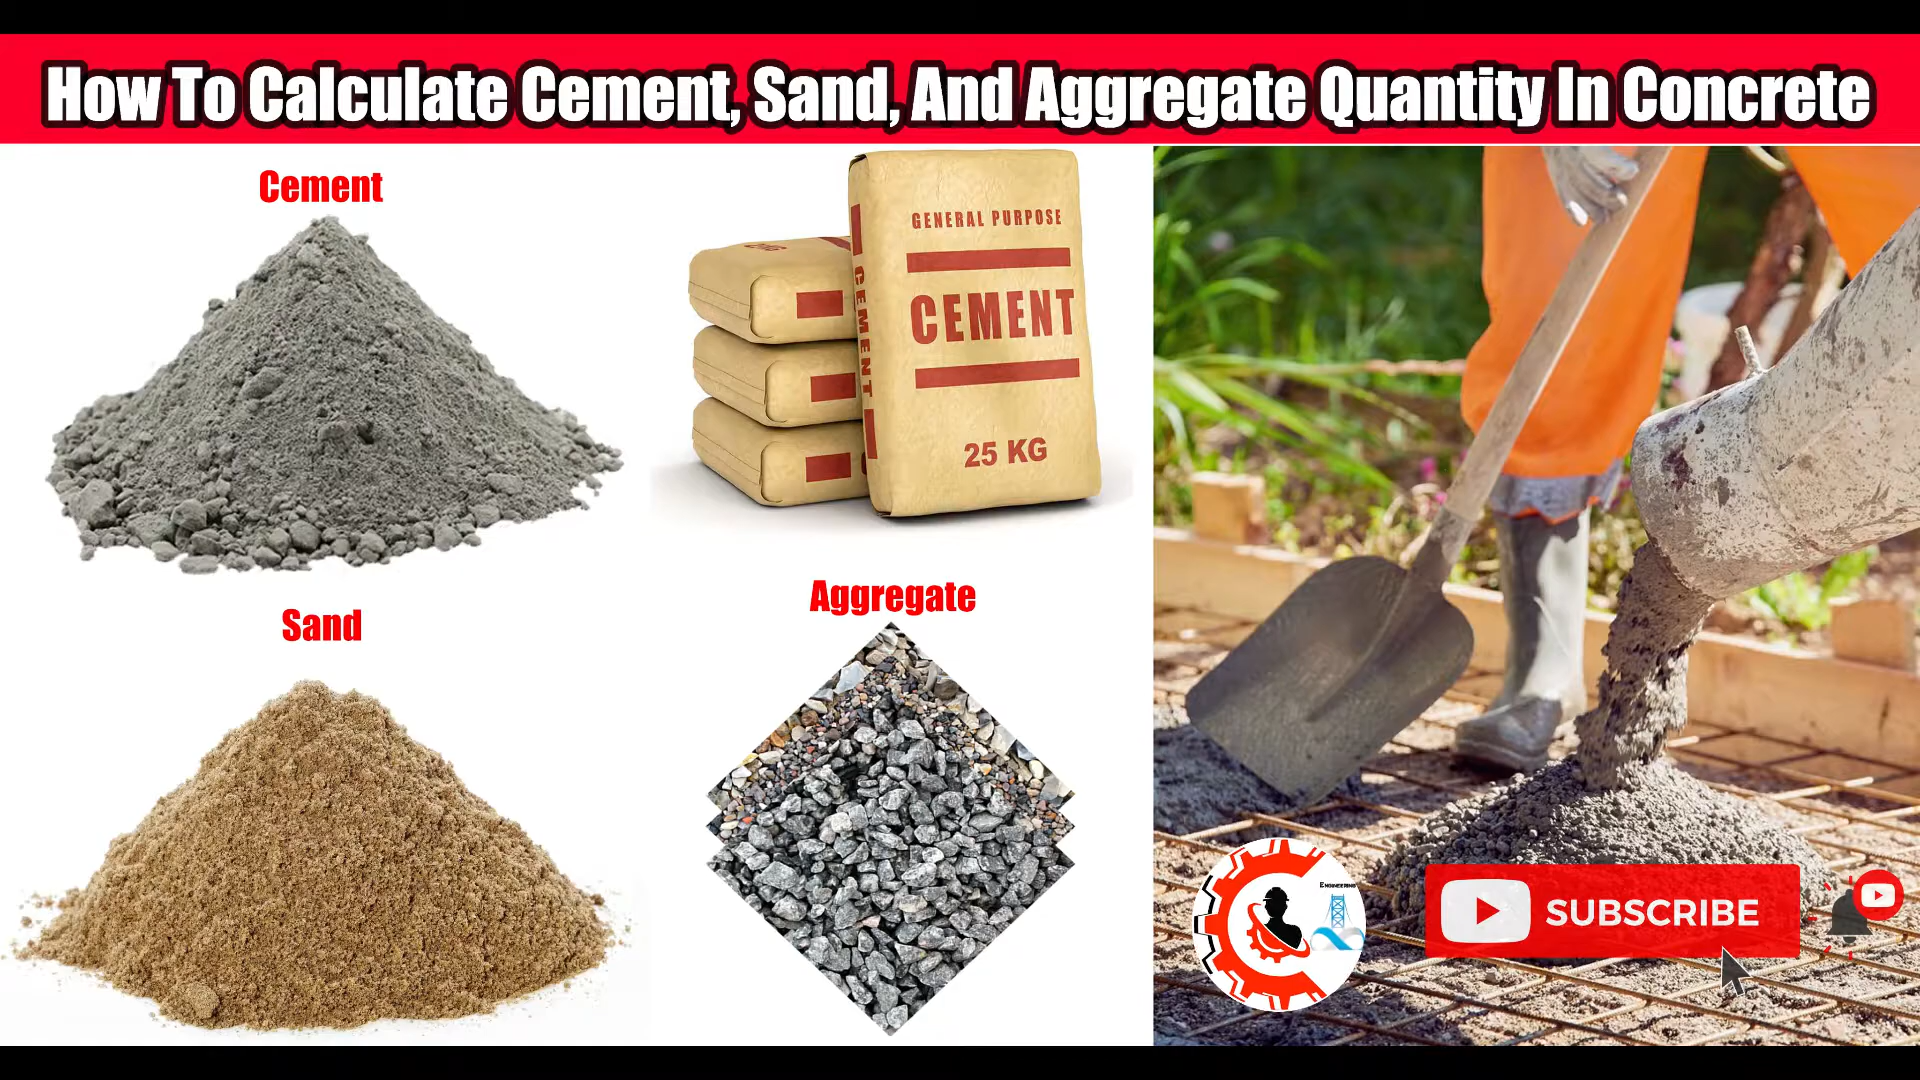 How To Calculate Cement, Sand, And Aggregate Quantity In Concrete
Cement
GENERAL PURPOSE
CEMENT
25 KG
CEMENT
Sand
Aggregate
ENGINEERING
SUBSCRIBE